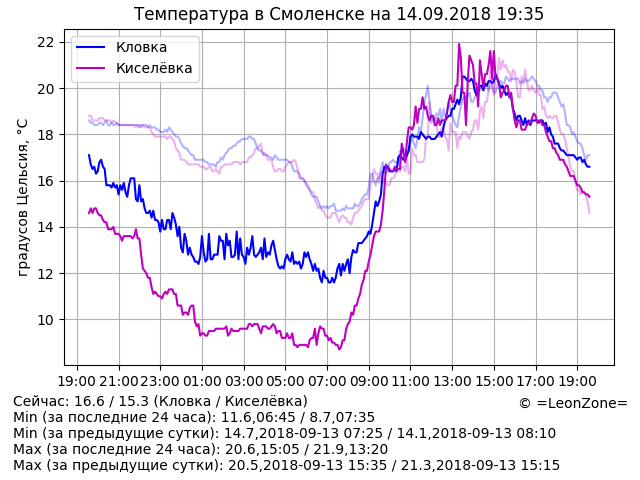 Температура в Смоленске на 14.09.2018 19:35
Кловка
Киселёвка
градусов Цельсия, °C
22
20
18
16
14
12
10
19:00 21:00 23:00 01:00 03:00 05:00 07:00 09:00 11:00 13:00 15:00 17:00 19:00
Сейчас: 16.6 / 15.3 (Кловка / Киселёвка)
© =LeonZone=
Min (за последние 24 часа): 11.6,06:45 / 8.7,07:35
Min (за предыдущие сутки): 14.7,2018-09-13 07:25 / 14.1,2018-09-13 08:10
Max (за последние 24 часа): 20.6,15:05 / 21.9,13:20
Max (за предыдущие сутки): 20.5,2018-09-13 15:35 / 21.3,2018-09-13 15:15